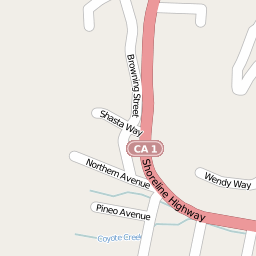 Browning Street
Shasta Way
CA 1
Northern Avenue
Shoreline Highway
Wendy Way
Pineo Avenue
Coyote Creek